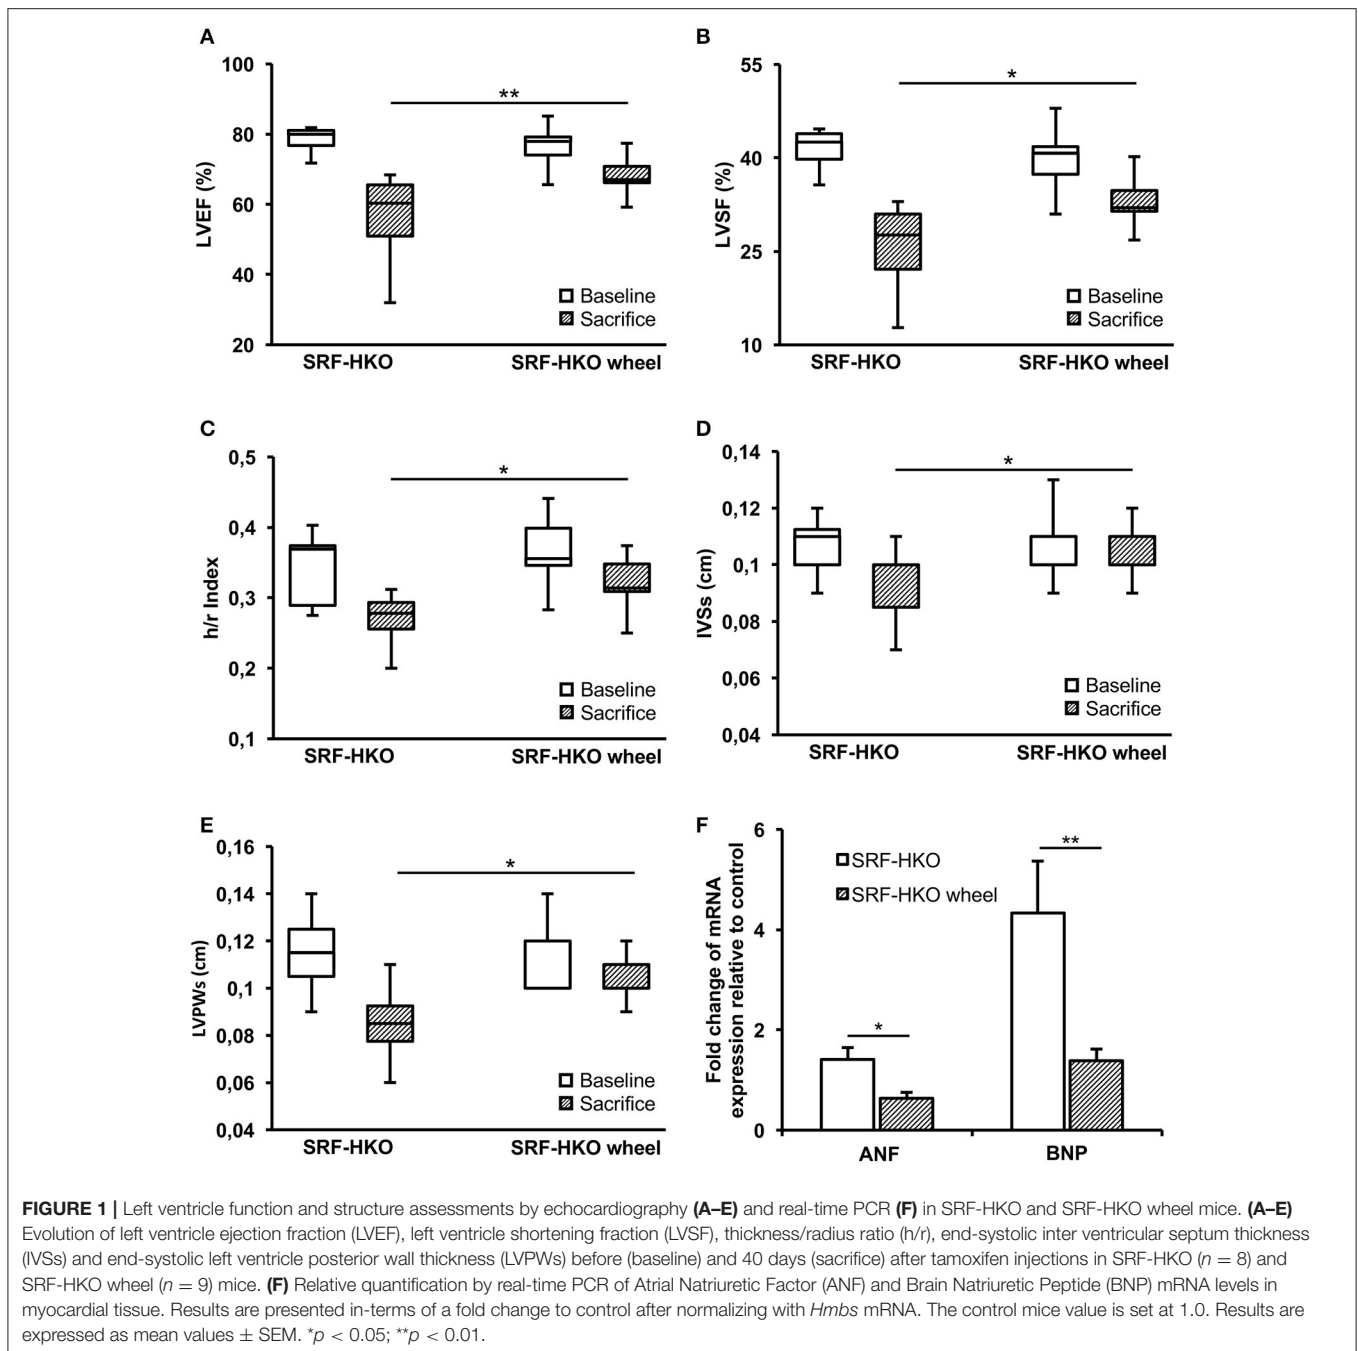 A
100
80
60
40
20
LVEF (%)
**
Baseline
Sacrifice
SRF-HKO
SRF-HKO wheel
B
55
40
25
10
LVSF (%)
*
Baseline
Sacrifice
SRF-HKO
SRF-HKO wheel
C
0,5
0,4
0,3
0,2
0,1
h/r Index
*
Baseline
Sacrifice
SRF-HKO
SRF-HKO wheel
D
0,14
0,12
0,1
0,08
0,06
0,04
IVSs (cm)
*
Baseline
Sacrifice
SRF-HKO
SRF-HKO wheel
E
0,16
0,14
0,12
0,1
0,08
0,06
0,04
LVPWs (cm)
*
Baseline
Sacrifice
SRF-HKO
SRF-HKO wheel
F
6
4
2
0
Fold change of mRNA
expression relative to control
SRF-HKO
SRF-HKO wheel
*
**
ANF
BNP
FIGURE 1 | Left ventricle function and structure assessments by echocardiography (A–E) and real-time PCR (F) in SRF-HKO and SRF-HKO wheel mice. (A–E)
Evolution of left ventricle ejection fraction (LVEF), left ventricle shortening fraction (LVSF), thickness/radius ratio (h/r), end-systolic inter ventricular septum thickness
(IVSs) and end-systolic left ventricle posterior wall thickness (LVPWs) before (baseline) and 40 days (sacrifice) after tamoxifen injections in SRF-HKO (n = 8) and
SRF-HKO wheel (n = 9) mice. (F) Relative quantification by real-time PCR of Atrial Natriuretic Factor (ANF) and Brain Natriuretic Peptide (BNP) mRNA levels in
myocardial tissue. Results are presented in-terms of a fold change to control after normalizing with Hmbs mRNA. The control mice value is set at 1.0. Results are
expressed as mean values ± SEM. *p < 0.05; **p < 0.01.